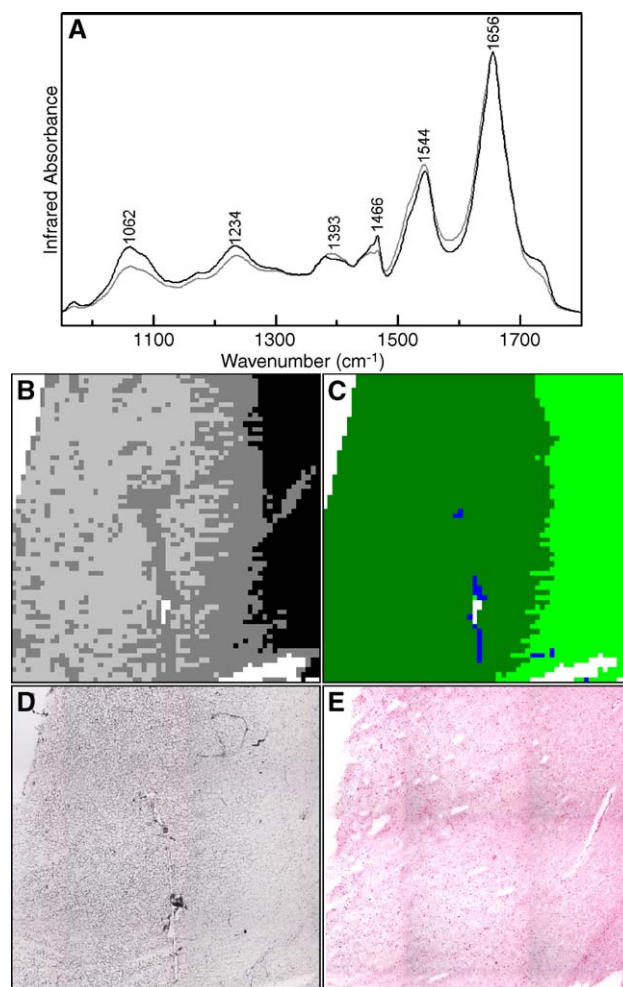 A
Infrared Absorbance
1062
1234
1393
1466
1544
1656
1100
1300
1500
1700
Wavenumber (cm⁻¹)
B
C
D
E